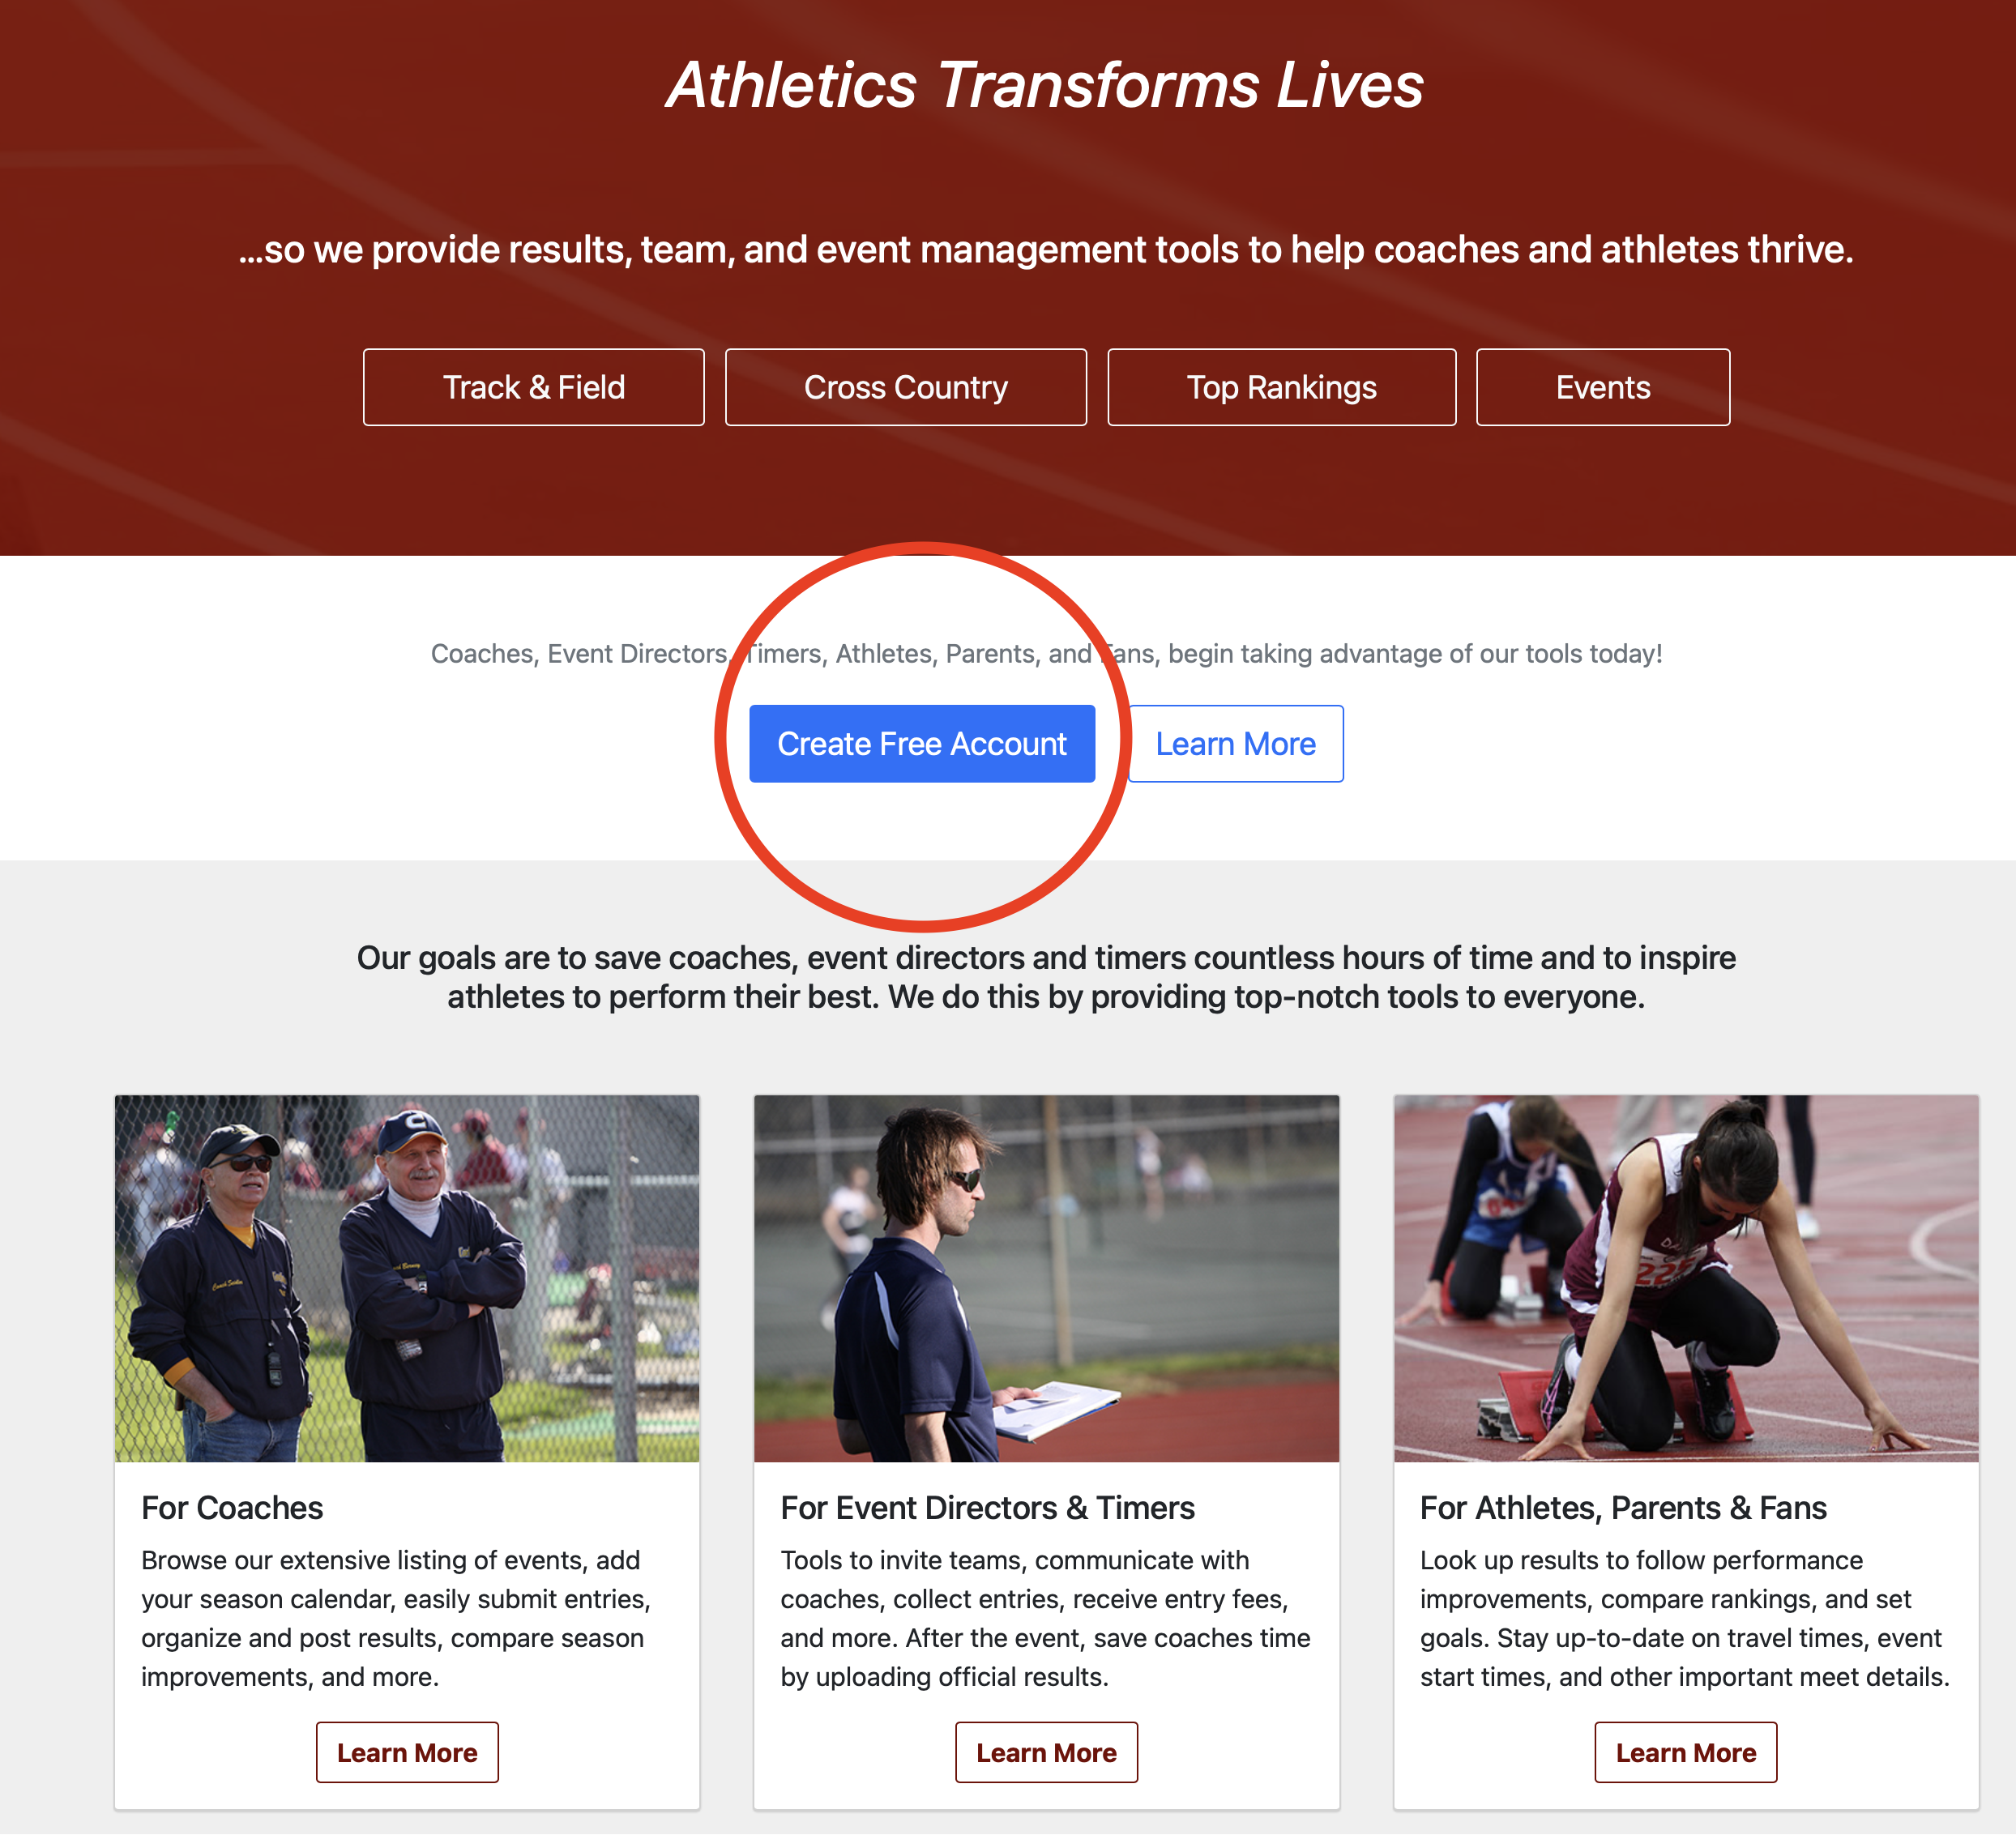 Athletics Transforms Lives
...so we provide results, team, and event management tools to help coaches and athletes thrive.
Track & Field
Cross Country
Top Rankings
Events
Coaches, Event Directors, Timers, Athletes, Parents, and Fans, begin taking advantage of our tools today!
Create Free Account
Learn More
Our goals are to save coaches, event directors and timers countless hours of time and to inspire
athletes to perform their best. We do this by providing top-notch tools to everyone.
For Coaches
Browse our extensive listing of events, add
your season calendar, easily submit entries,
organize and post results, compare season
improvements, and more.
Learn More
For Event Directors & Timers
Tools to invite teams, communicate with
coaches, collect entries, receive entry fees,
and more. After the event, save coaches time
by uploading official results.
Learn More
For Athletes, Parents & Fans
Look up results to follow performance
improvements, compare rankings, and set
goals. Stay up-to-date on travel times, event
start times, and other important meet details.
Learn More